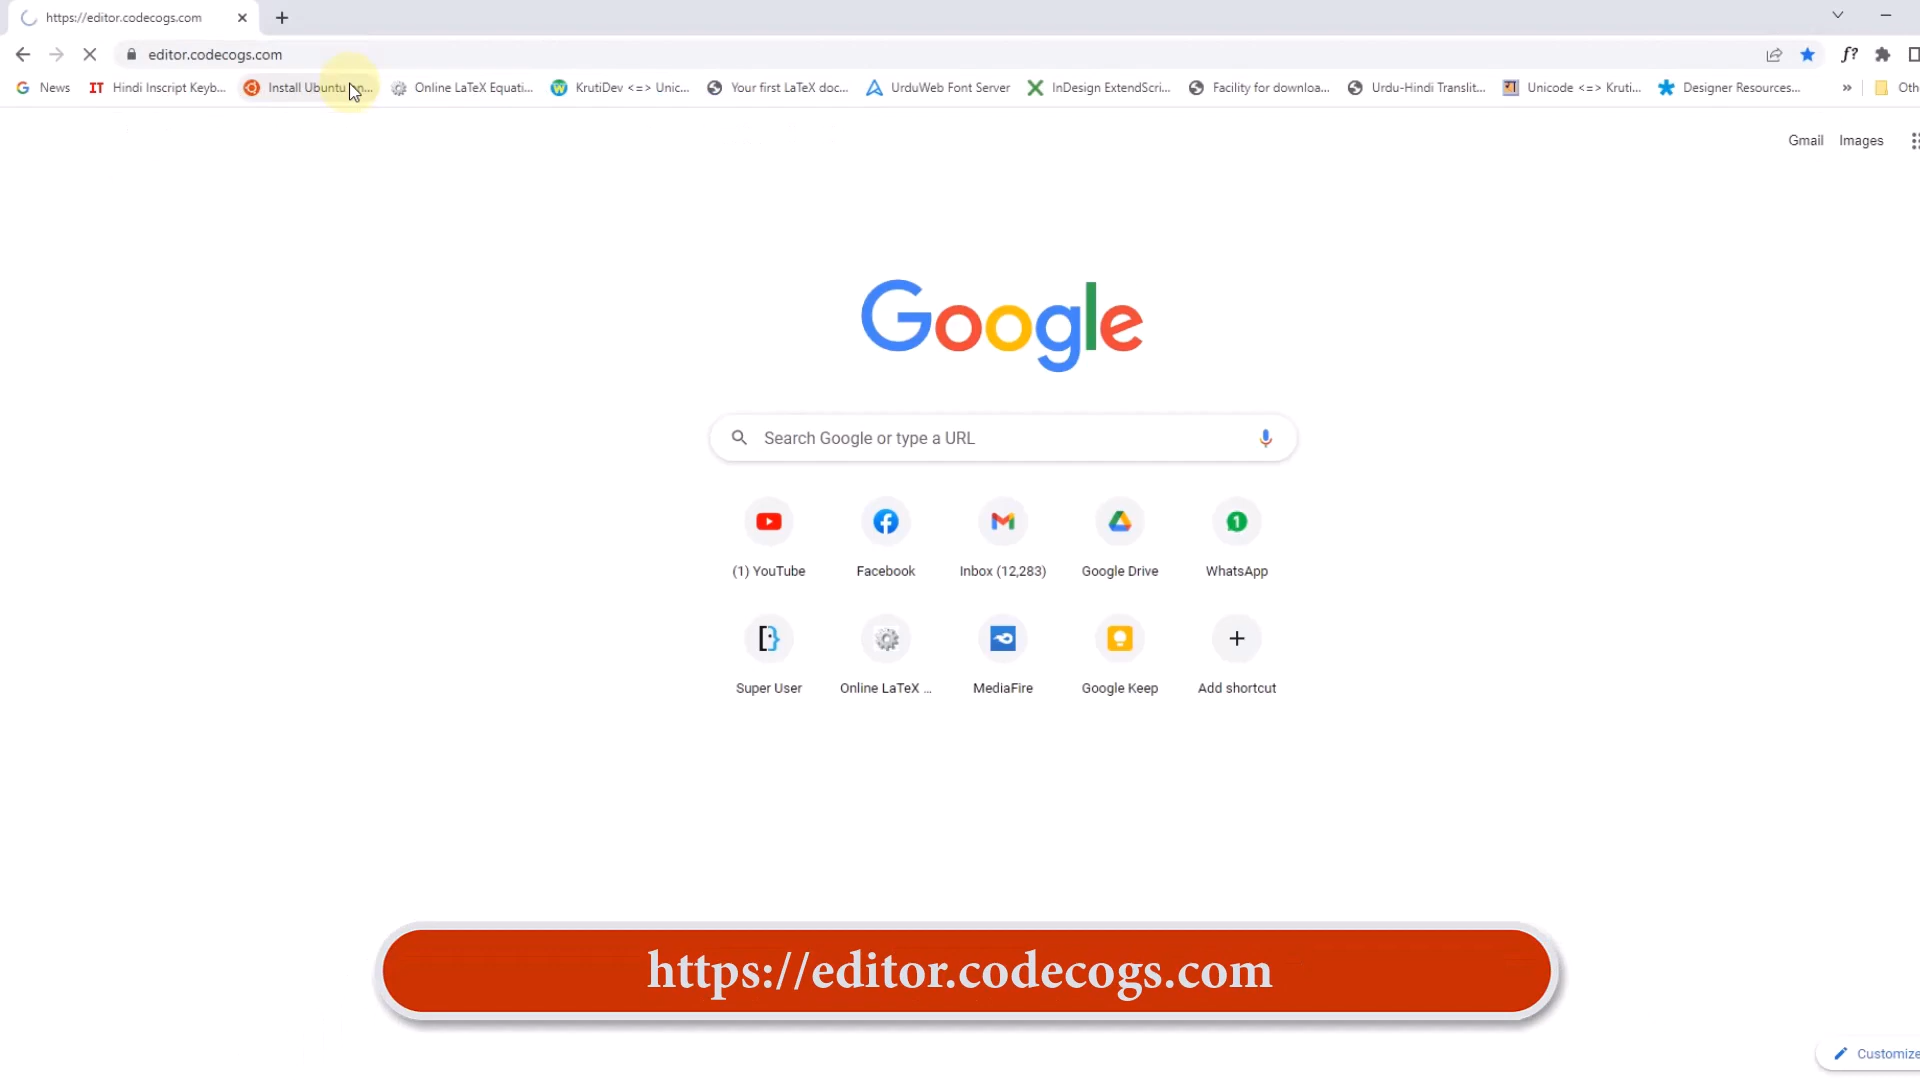 https://editor.codecogs.com
editor.codecogs.com
f?
News
Hindi Inscript Keyb...
Install Ubuntu
Online LaTeX Equati...
KrutiDev <=> Unic...
Your first LaTeX doc...
UrduWeb Font Server
InDesign ExtendScri...
Facility for downloa...
Urdu-Hindi Translit...
Unicode <=> Kruti...
Designer Resources...
»
Oth
Gmail
Images
Google
Search Google or type a URL
(1) YouTube
Facebook
Inbox (12,283)
Google Drive
WhatsApp
Super User
Online LaTeX ...
MediaFire
Google Keep
Add shortcut
https://editor.codecogs.com
Customize